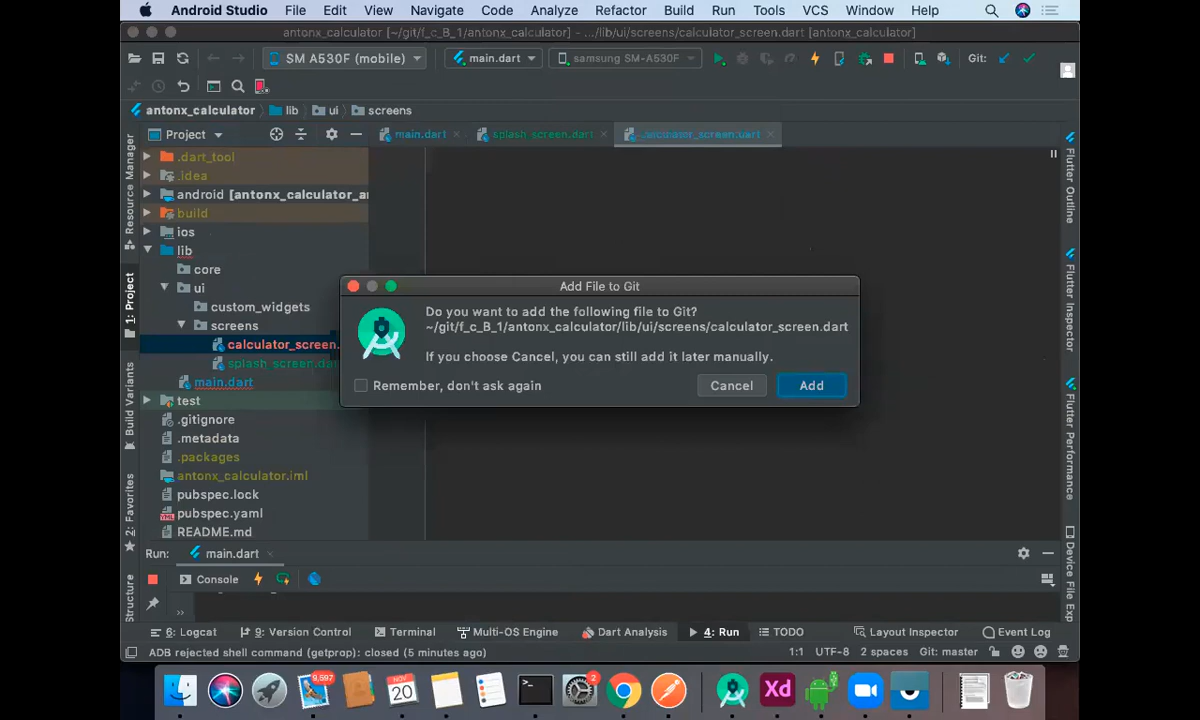 Android Studio File Edit View Navigate Code Analyze Refactor Build Run Tools VCS Window Help
antonx_calculator [~/git/f_c_B_1/antonx_calculator] – .../lib/ui/screens/calculator_screen.dart [antonx_calculator]
SM A530F (mobile) main.dart samsung SM-A530F Git:
antonx_calculator lib ui screens
Project main.dart splash_screen.dart calculator_screen.dart
Resource Manager
1: Project
Build Variants
2: Favorites
Structure
.dart_tool
.idea
android [antonx_calculator_a
build
ios
lib
core
ui
custom_widgets
screens
calculator_screen.
splash_screen.da
main.dart
test
.gitignore
.metadata
.packages
antonx_calculator.iml
pubspec.lock
pubspec.yaml
README.md
Add File to Git
Do you want to add the following file to Git?
~/git/f_c_B_1/antonx_calculator/lib/ui/screens/calculator_screen.dart
If you choose Cancel, you can still add it later manually.
Remember, don't ask again Cancel Add
Flutter Outline
Flutter Inspector
Flutter Performance
Device File Exp
Run: main.dart
Console
6: Logcat 9: Version Control Terminal Multi-OS Engine Dart Analysis 4: Run TODO Layout Inspector Event Log
ADB rejected shell command (getprop): closed (5 minutes ago) 1:1 UTF-8 2 spaces Git: master
9,597
NOV
20
2
Xd